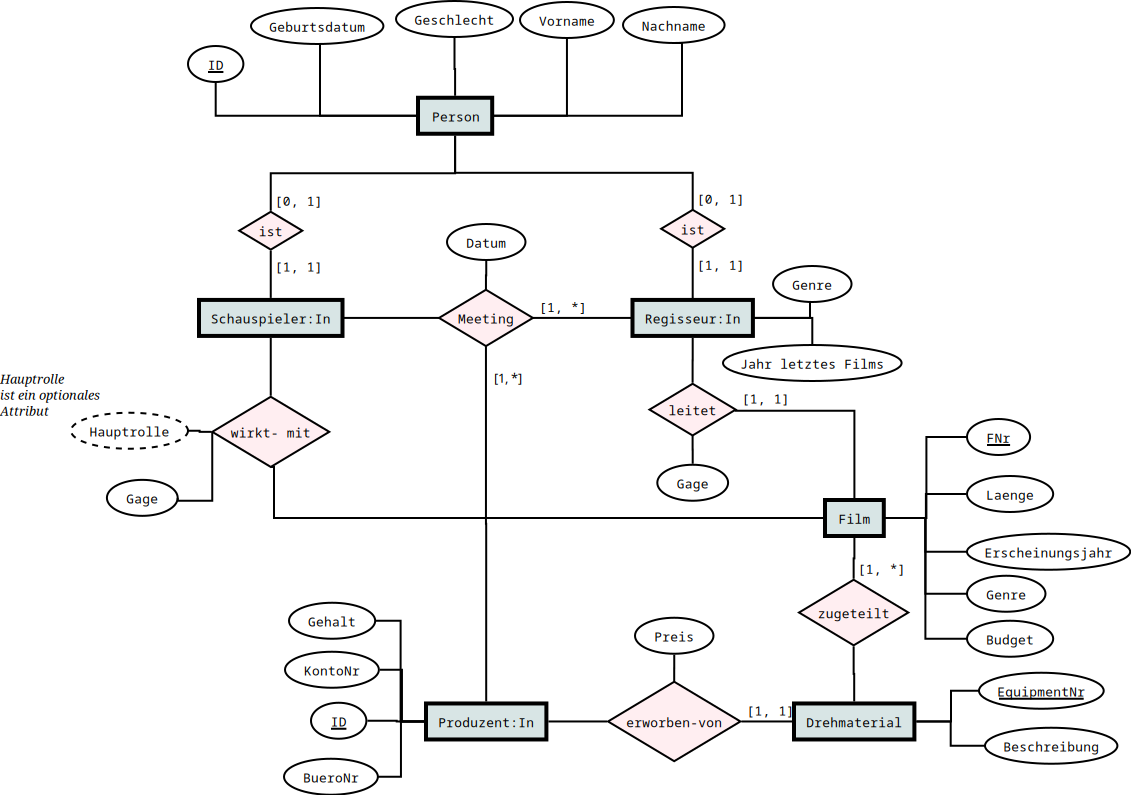 Geburtsdatum
Geschlecht
Vorname
Nachname
ID
Person
[0, 1]
[0, 1]
ist
ist
[1, 1]
[1, 1]
Datum
Genre
Schauspieler:In
Meeting
[1, *]
Regisseur:In
Jahr letztes Films
Hauptrolle
ist ein optionales
Attribut
[1,*]
Hauptrolle
wirkt- mit
leitet
[1, 1]
FNr
Gage
Gage
Laenge
Film
Erscheinungsjahr
[1, *]
Genre
zugeteilt
Gehalt
Preis
Budget
KontoNr
EquipmentNr
ID
Produzent:In
erworben-von
[1, 1]
Drehmaterial
Beschreibung
BueroNr